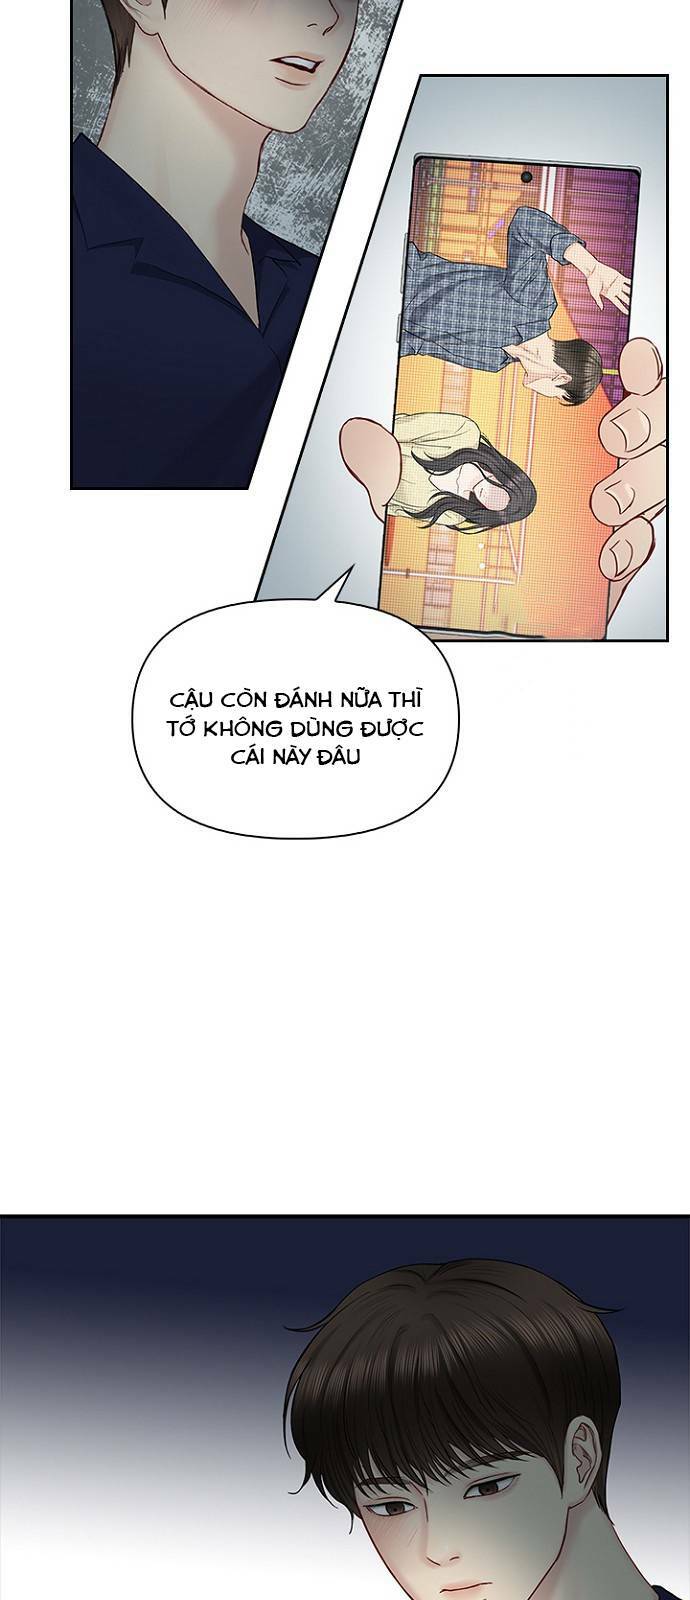 CẬU CÒN ĐÁNH NỮA THÌ
TỚ KHÔNG DÙNG ĐƯỢC
CÁI NÀY ĐÂU